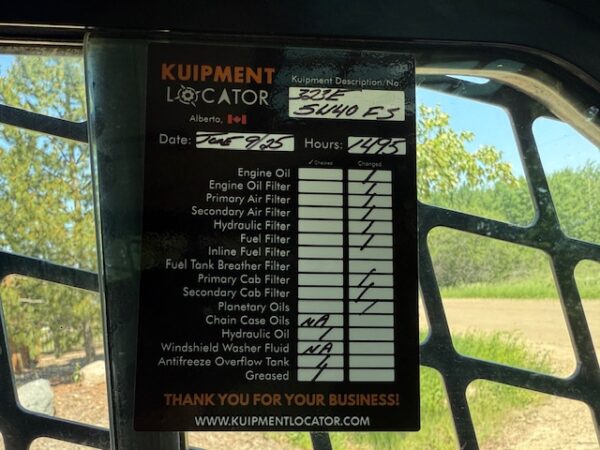 KUIPMENT
LOCATOR
Alberta,
Kuipment Description/No.
323E
5W40 FS
Date: June 9/25 Hours: 1495
✓ Checked Changed
Engine Oil /
Engine Oil Filter /
Primary Air Filter /
Secondary Air Filter /
Hydraulic Filter /
Fuel Filter /
Inline Fuel Filter
Fuel Tank Breather Filter
Primary Cab Filter /
Secondary Cab Filter /
Planetary Oils /
Chain Case Oils NA
Hydraulic Oil /
Windshield Washer Fluid NA
Antifreeze Overflow Tank /
Greased /
THANK YOU FOR YOUR BUSINESS!
WWW.KUIPMENTLOCATOR.COM